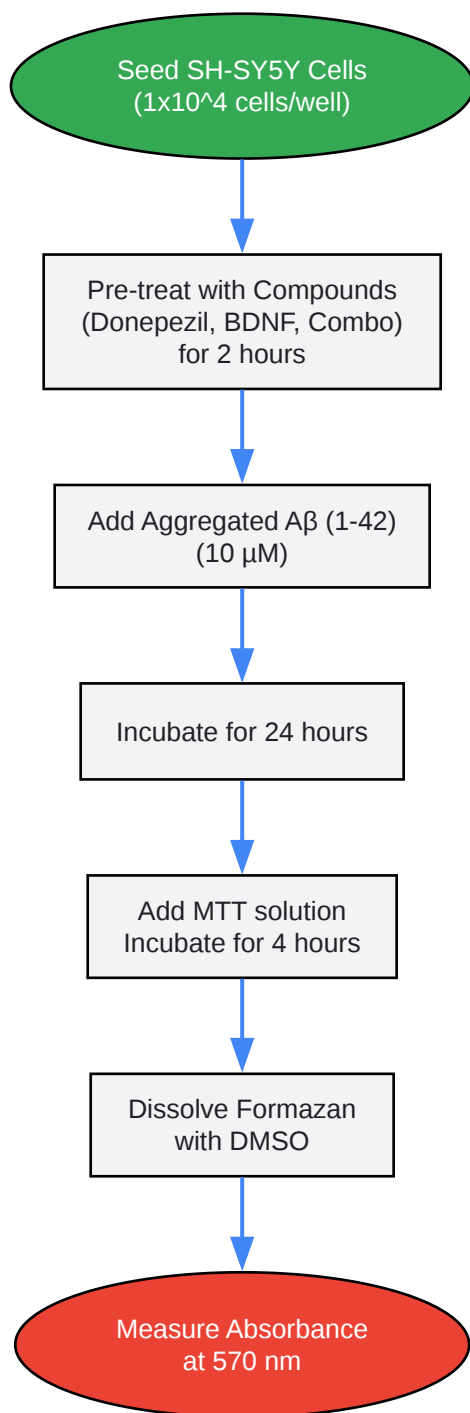 Seed SH-SY5Y Cells
(1x10^4 cells/well)
Pre-treat with Compounds
(Donepezil, BDNF, Combo)
for 2 hours
Add Aggregated Aβ (1-42)
(10 µM)
Incubate for 24 hours
Add MTT solution
Incubate for 4 hours
Dissolve Formazan
with DMSO
Measure Absorbance
at 570 nm